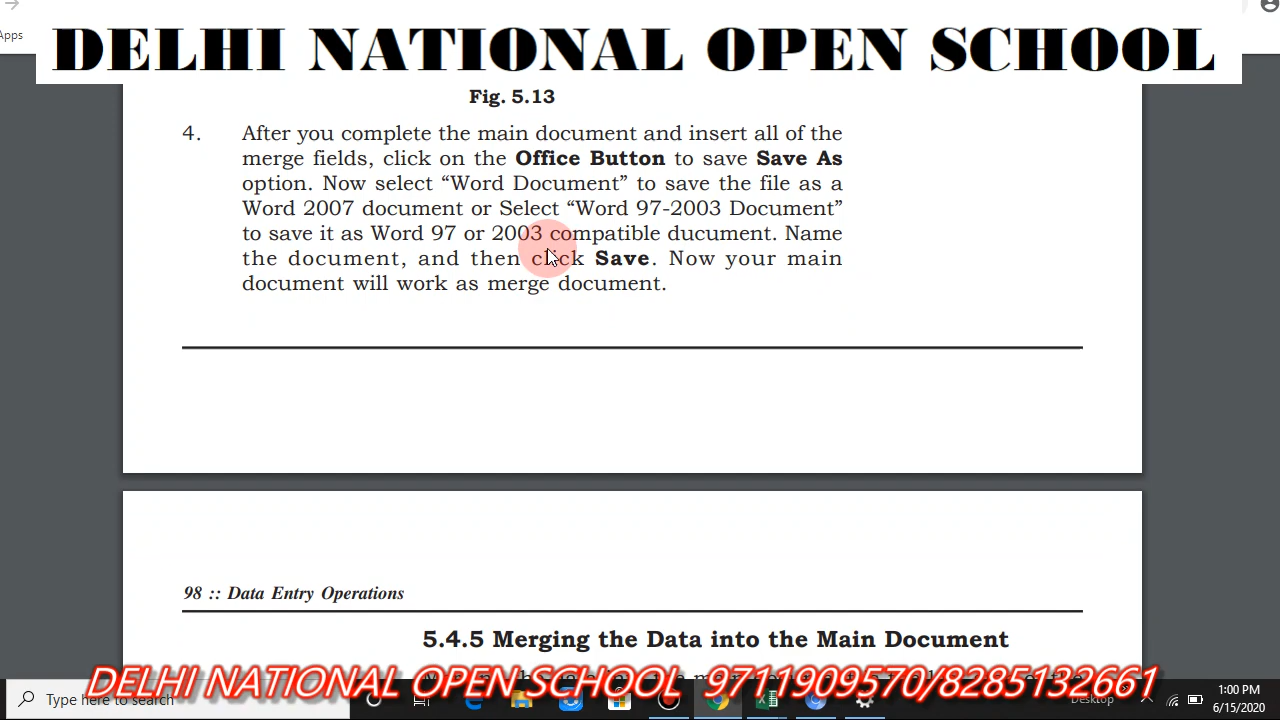 Apps
DELHI NATIONAL OPEN SCHOOL
Fig. 5.13
4. After you complete the main document and insert all of the
merge fields, click on the Office Button to save Save As
option. Now select “Word Document” to save the file as a
Word 2007 document or Select “Word 97-2003 Document”
to save it as Word 97 or 2003 compatible ducument. Name
the document, and then click Save. Now your main
document will work as merge document.
98 :: Data Entry Operations
5.4.5 Merging the Data into the Main Document
DELHI NATIONAL OPEN SCHOOL 9711909570/8285132661
Type here to search
Desktop
1:00 PM
6/15/2020